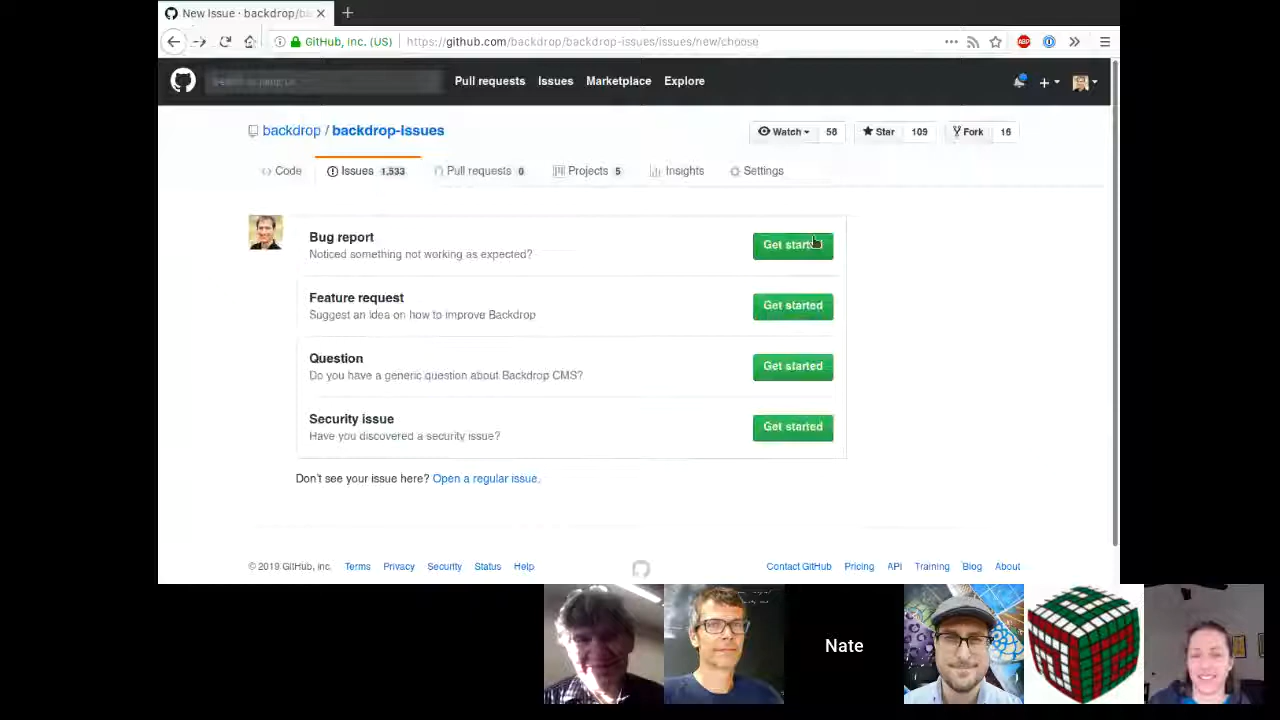 New Issue · backdrop/ba
GitHub, Inc. (US) https://github.com/backdrop/backdrop-issues/issues/new/choose
ABP
Pull requests Issues Marketplace Explore
backdrop / backdrop-issues
Watch 58 Star 109 Fork 16
Code Issues 1,533 Pull requests 0 Projects 5 Insights Settings
Bug report
Noticed something not working as expected?
Get started
Feature request
Suggest an idea on how to improve Backdrop
Get started
Question
Do you have a generic question about Backdrop CMS?
Get started
Security issue
Have you discovered a security issue?
Get started
Don't see your issue here? Open a regular issue.
© 2019 GitHub, Inc. Terms Privacy Security Status Help Contact GitHub Pricing API Training Blog About
Nate